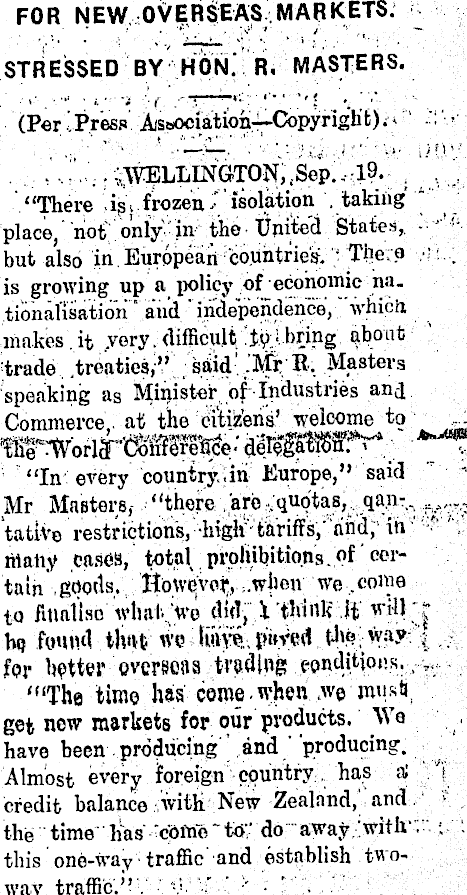 FOR NEW OVERSEAS MARKETS.
STRESSED BY HON. R. MASTERS.
(Per Press Association—Copyright).
WELLINGTON, Sep. 19.
"There is frozen isolation taking
place, not only in the United States,
but also in European countries. The.e
is growing up a policy of economic na-
tionalisation and independence, which
makes it very difficult to bring about
trade treaties," said Mr R. Masters
speaking as Minister of Industries and
Commerce, at the citizens' welcome to
the World Conference delegation.
"In every country in Europe," said
Mr Masters, "there are quotas, qan-
tative restrictions, high tariffs, and, in
many cases, total prohibitions of cer-
tain goods. However, when we come
to finalise what we did, I think it will
be found that we have paved the way
for better overseas trading conditions.
"'The time has come when we must
get new markets for our products. We
have been producing and producing.
Almost every foreign country has a
credit balance with New Zealand, and
the time has come to do away with
this one-way traffic and establish two-
way traffic."